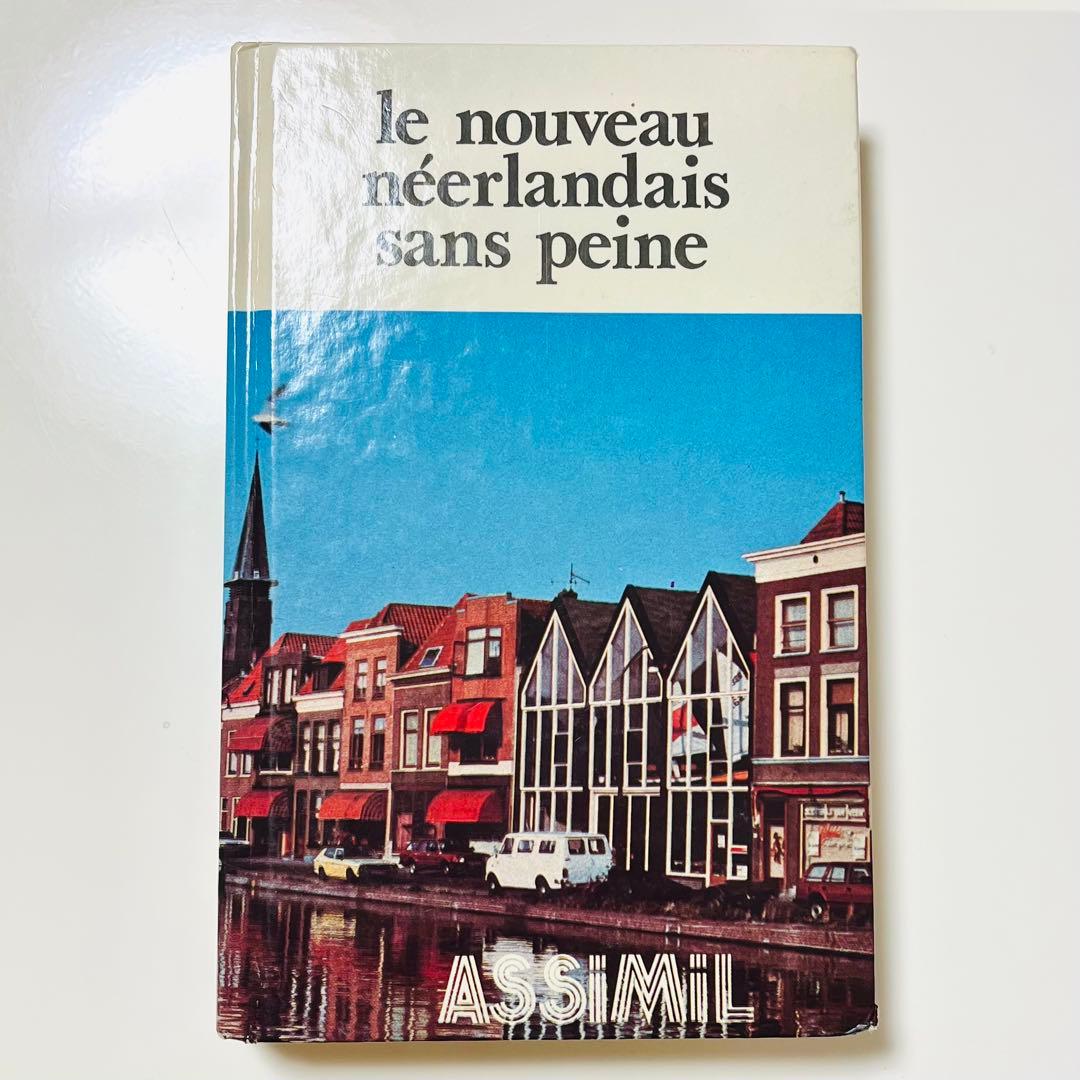 le nouveau
néerlandais
sans peine
ASSiMiL